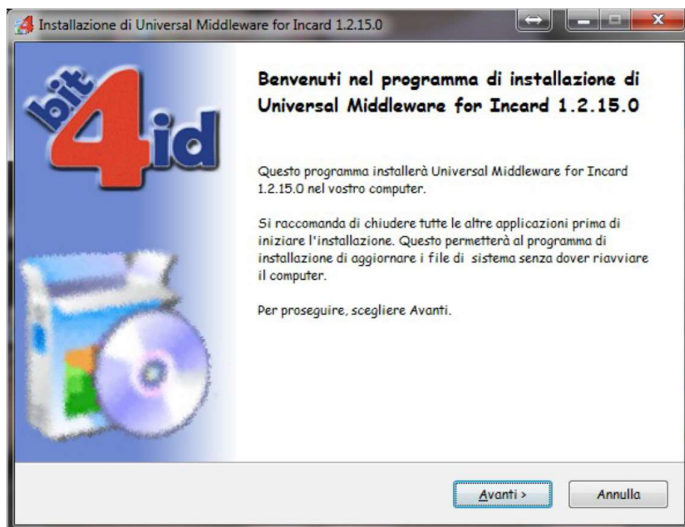 Installazione di Universal Middleware for Incard 1.2.15.0
bit
4id
Benvenuti nel programma di installazione di
Universal Middleware for Incard 1.2.15.0
Questo programma installerà Universal Middleware for Incard
1.2.15.0 nel vostro computer.
Si raccomanda di chiudere tutte le altre applicazioni prima di
iniziare l'installazione. Questo permetterà al programma di
installazione di aggiornare i file di sistema senza dover riavviare
il computer.
Per proseguire, scegliere Avanti.
Avanti >
Annulla